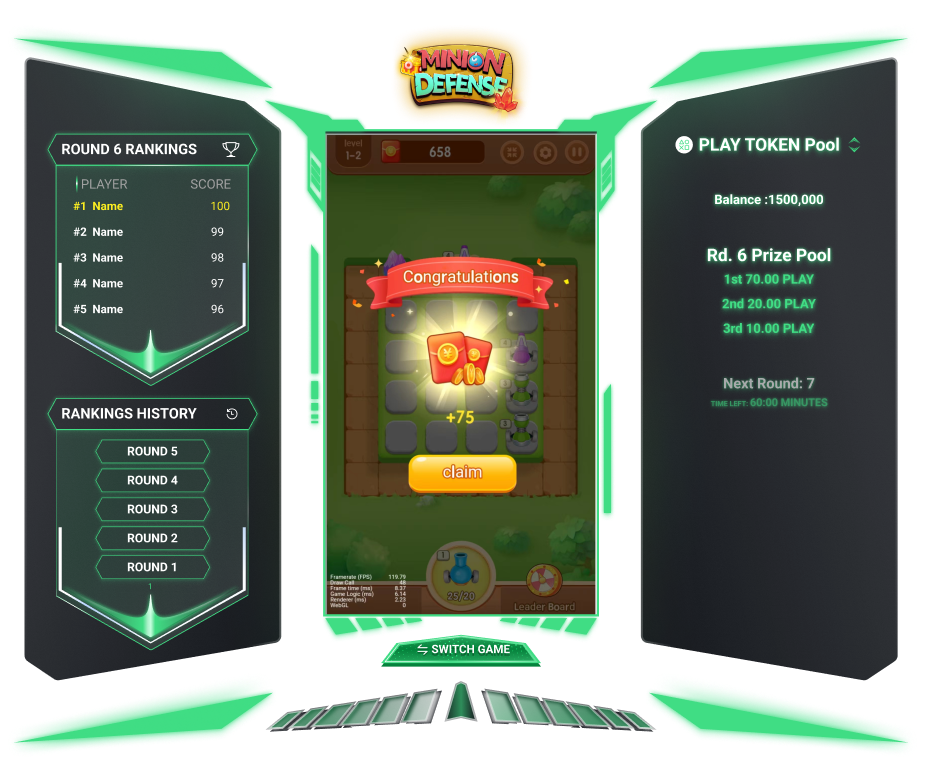 MINION
DEFENSE
ROUND 6 RANKINGS
PLAYER SCORE
#1 Name 100
#2 Name 99
#3 Name 98
#4 Name 97
#5 Name 96
RANKINGS HISTORY
ROUND 5
ROUND 4
ROUND 3
ROUND 2
ROUND 1
1
level
1-2
658
Congratulations
¥
+75
claim
3
1
25/20
Leader Board
Framerate (FPS) 119.79
Draw Call 48
Frame time (ms) 8.37
Game Logic (ms) 6.14
Renderer (ms) 2.23
WebGL 0
SWITCH GAME
PLAY TOKEN Pool
Balance :1500,000
Rd. 6 Prize Pool
1st 70.00 PLAY
2nd 20.00 PLAY
3rd 10.00 PLAY
Next Round: 7
TIME LEFT: 60:00 MINUTES